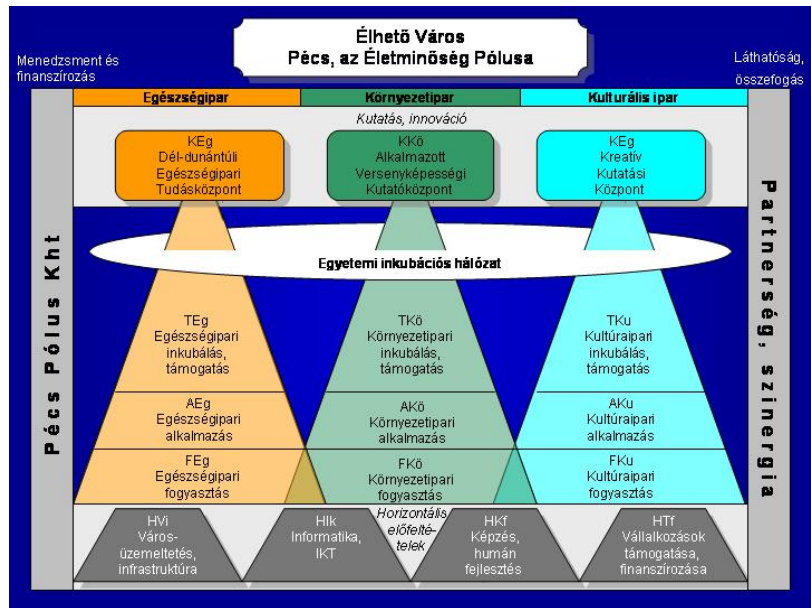 Élhető Város
Pécs, az Életminőség Pólusa
Menedzsment és
finanszírozás
Láthatóság,
összefogás
Egészségipar
Környezetipar
Kulturális ipar
Kutatás, innováció
KEg
Dél-dunántúli
Egészségipari
Tudásközpont
KKö
Alkalmazott
Versenyképességi
Kutatóközpont
KEg
Kreatív
Kutatási
Központ
Pécs Pólus Kht
Partnerség, szinergia
Egyetemi inkubációs hálózat
TEg
Egészségipari
inkubálás,
támogatás
TKö
Környezetipari
inkubálás,
támogatás
TKu
Kultúraipari
inkubálás,
támogatás
AEg
Egészségipari
alkalmazás
AKö
Környezetipari
alkalmazás
AKu
Kultúraipari
alkalmazás
FEg
Egészségipari
fogyasztás
FKö
Környezetipari
fogyasztás
FKu
Kultúraipari
fogyasztás
Horizontális
előfelté-
telek
HVi
Város-
üzemeltetés,
infrastruktúra
HIk
Informatika,
IKT
HKf
Képzés,
humán
fejlesztés
HTf
Vállalkozások
támogatása,
finanszírozása